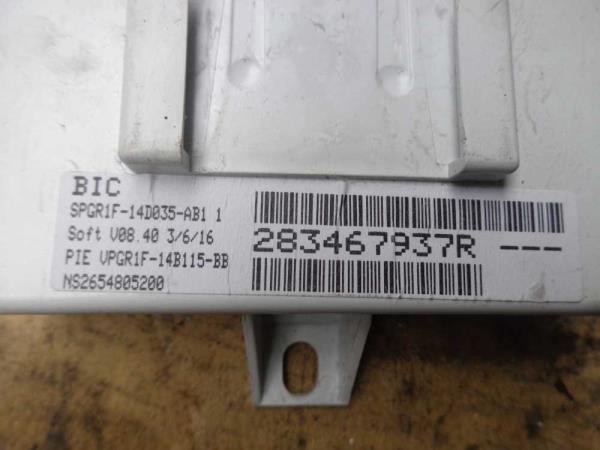 BIC
SPGR1F-14D035-AB1 1
Soft V08.40 3/6/16
PIE VPGR1F-14B115-BB
NS2654805200
283467937R ---